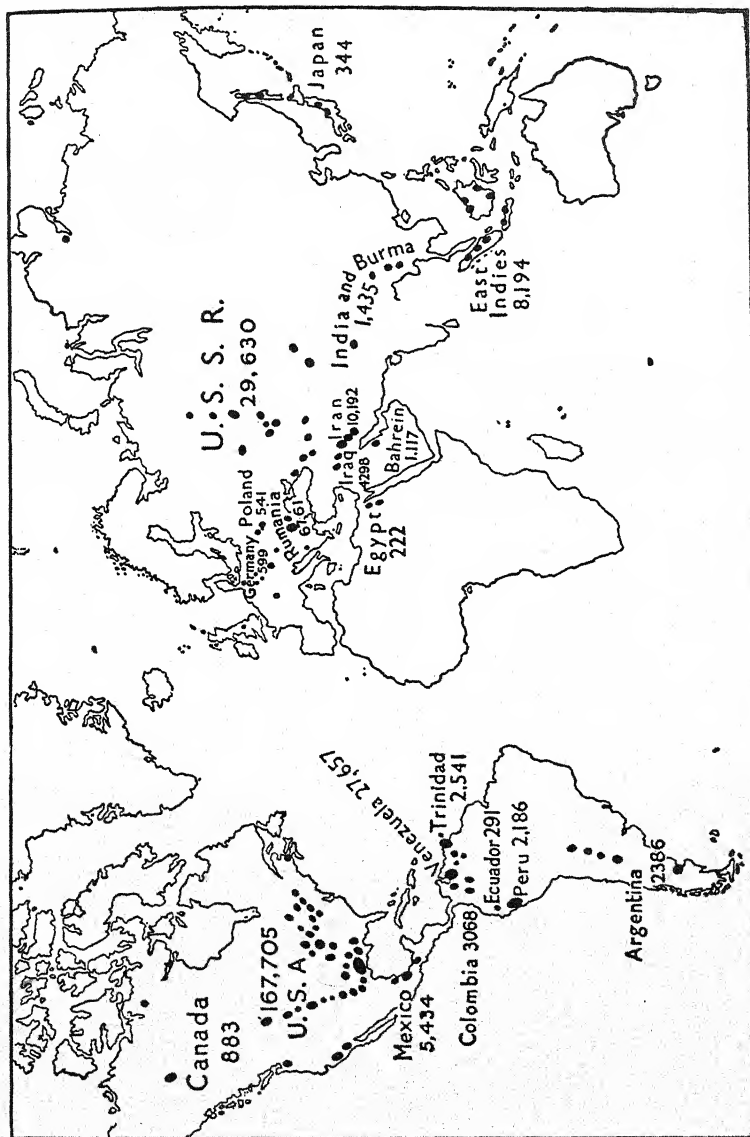 Canada
883
167,705
U.S.A
Mexico
5,434
Colombia 3068
Venezuela 27,657
Trinidad
2.541
Ecuador 291
Peru 2,186
Argentina
2386
U. S. S. R.
29,630
Germany
599
Poland
541
Rumania
67,61
Egypt
222
Iraq
4298
Iran
10,192
Bahrein
1.117
India and Burma
1,435
East
Indies
8,194
Japan
344